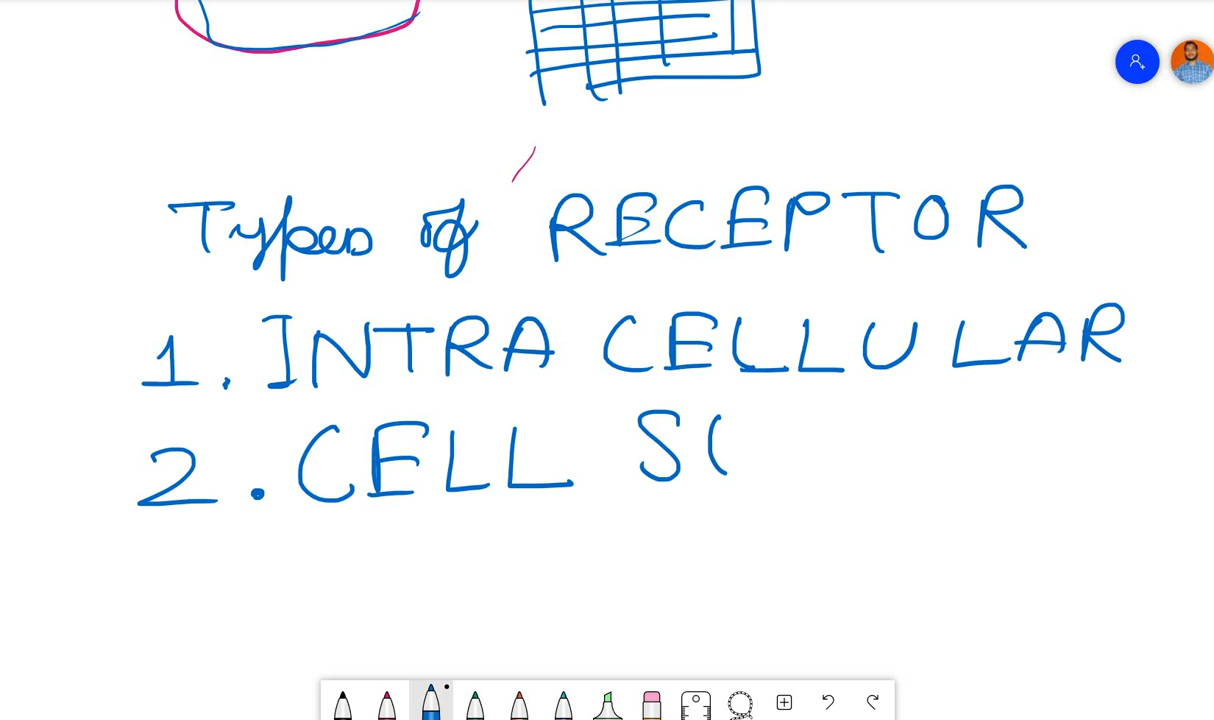 Types of RECEPTOR
1. INTRA CELLULAR
2. CELL S